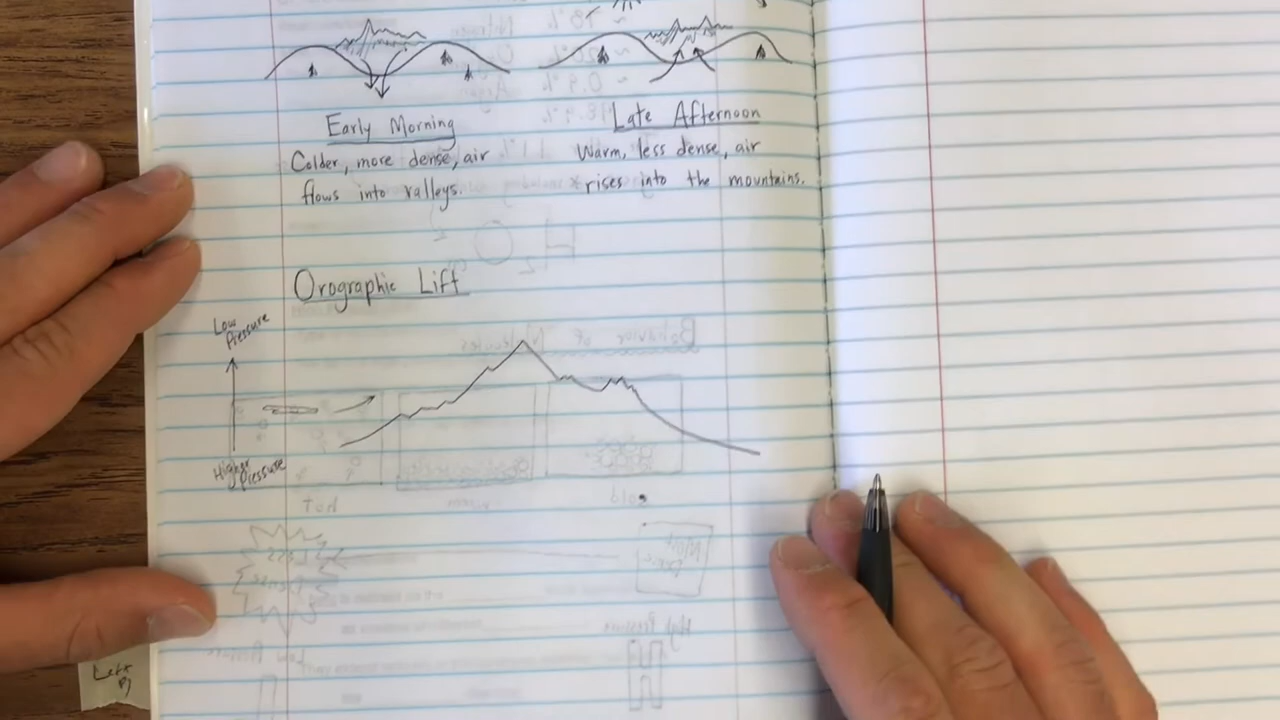 Early Morning
Colder, more dense, air
flows into valleys.
Late Afternoon
Warm, less dense, air
rises into the mountains.
Orographic Lift
Low
Pressure
Higher
Pressure